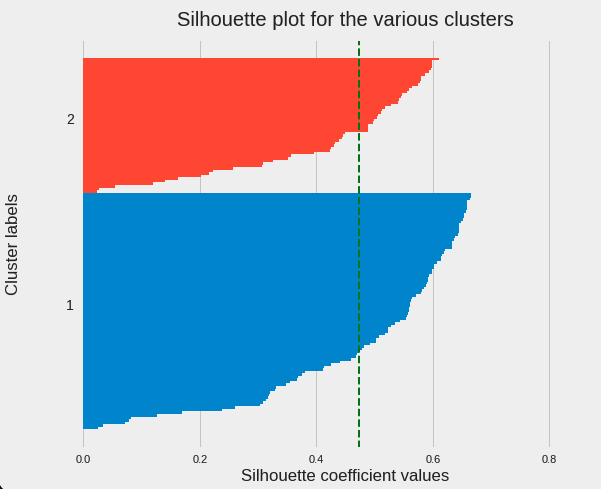 Silhouette plot for the various clusters
2
Cluster labels
1
0.0 0.2 0.4 0.6 0.8
Silhouette coefficient values